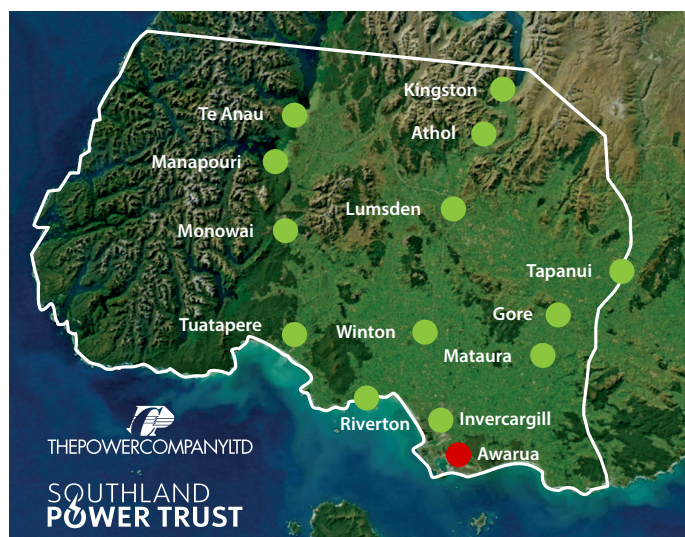 Kingston
Te Anau
Athol
Manapouri
Lumsden
Monowai
Tapanui
Gore
Tuatapere
Winton
Mataura
Invercargill
Riverton
THEPOWERCOMPANYLTD
Awarua
SOUTHLAND
POWER TRUST